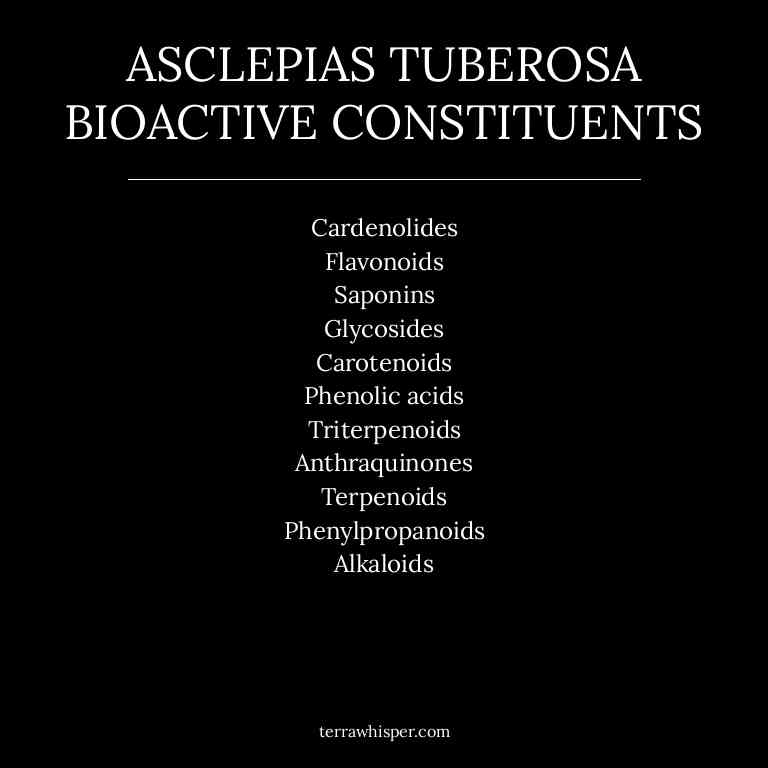 ASCLEPIAS TUBEROSA
BIOACTIVE CONSTITUENTS
Cardenolides
Flavonoids
Saponins
Glycosides
Carotenoids
Phenolic acids
Triterpenoids
Anthraquinones
Terpenoids
Phenylpropanoids
Alkaloids
terrawhisper.com